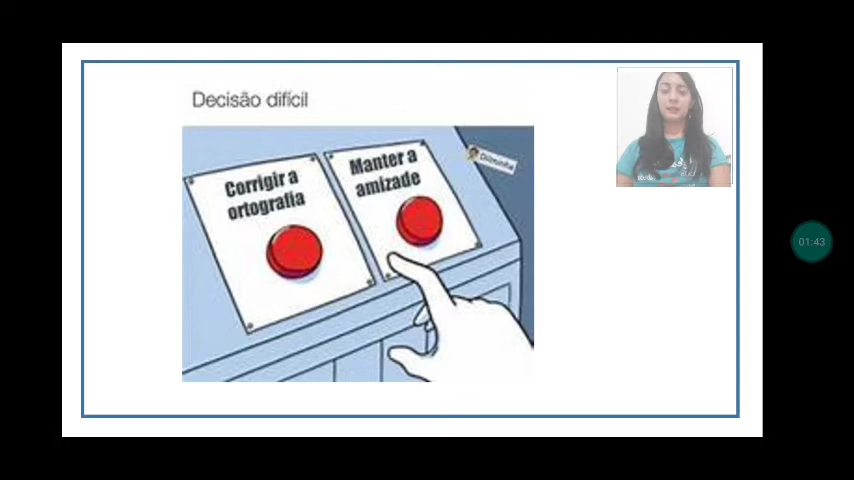 Decisão difícil
Corrigir a
ortografia
Manter a
amizade
01:43